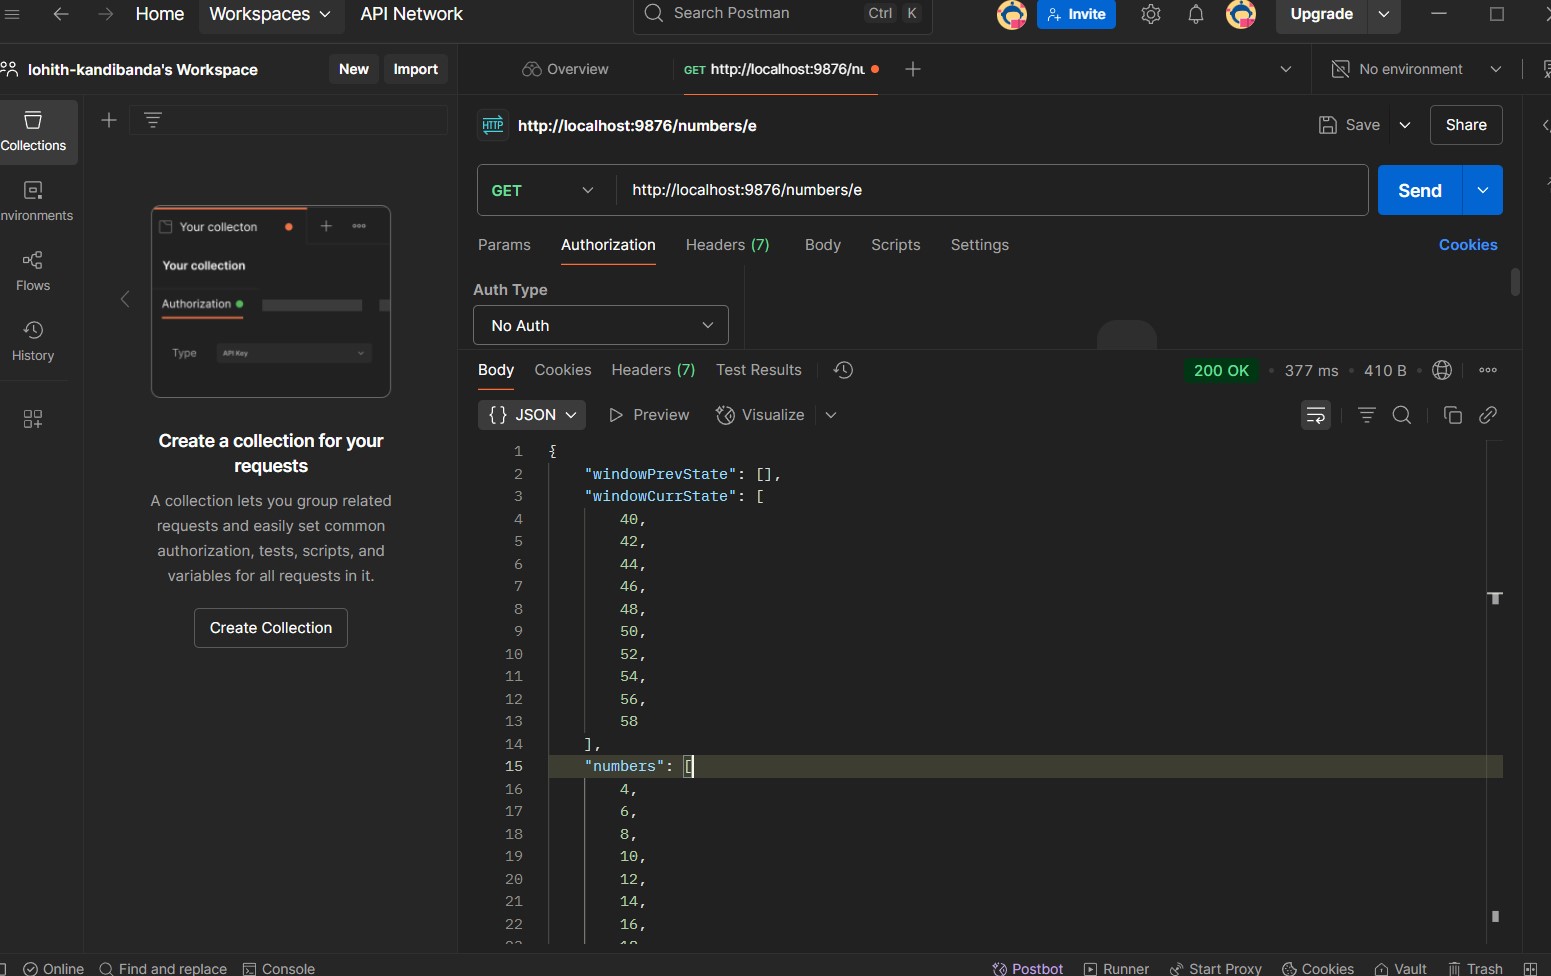 Home Workspaces API Network Search Postman Ctrl K Invite Upgrade
lohith-kandibanda's Workspace New Import Overview GET http://localhost:9876/nu No environment
Collections
nvironments
Flows
History
Your collecton
Your collection
Authorization
Type API Key
Create a collection for your
requests
A collection lets you group related
requests and easily set common
authorization, tests, scripts, and
variables for all requests in it.
Create Collection
HTTP http://localhost:9876/numbers/e Save Share
GET http://localhost:9876/numbers/e Send
Params Authorization Headers (7) Body Scripts Settings Cookies
Auth Type
No Auth
Body Cookies Headers (7) Test Results 200 OK • 377 ms • 410 B •
{} JSON Preview Visualize
1 {
2 "windowPrevState": [],
3 "windowCurrState": [
4 40,
5 42,
6 44,
7 46,
8 48,
9 50,
10 52,
11 54,
12 56,
13 58
14 ],
15 "numbers": [
16 4,
17 6,
18 8,
19 10,
20 12,
21 14,
22 16,
Online Find and replace Console Postbot Runner Start Proxy Cookies Vault Trash